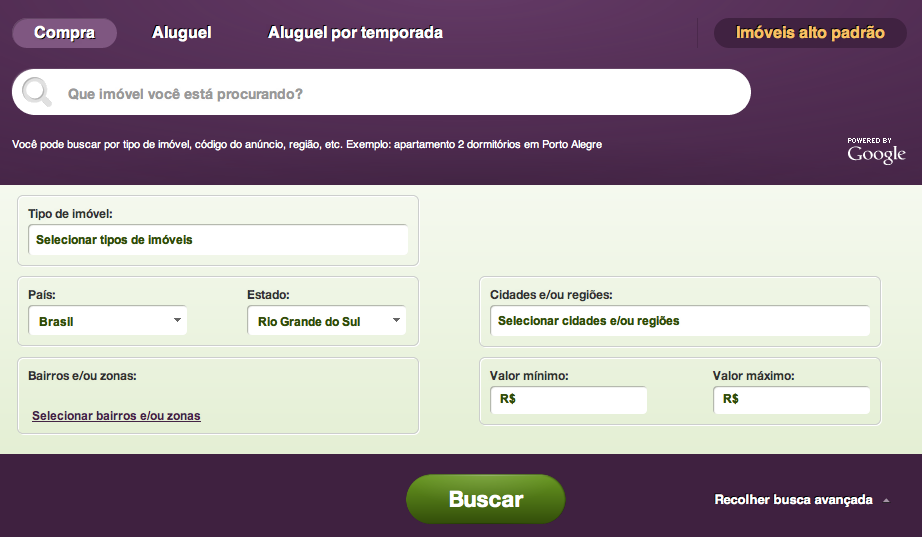 Compra Aluguel Aluguel por temporada Imóveis alto padrão
Que imóvel você está procurando?
Você pode buscar por tipo de imóvel, código do anúncio, região, etc. Exemplo: apartamento 2 dormitórios em Porto Alegre
POWERED BY
Google
Tipo de imóvel:
Selecionar tipos de imóveis
País: Estado: Cidades e/ou regiões:
Brasil Rio Grande do Sul Selecionar cidades e/ou regiões
Bairros e/ou zonas: Valor mínimo: Valor máximo:
R$ R$
Selecionar bairros e/ou zonas
Buscar Recolher busca avançada